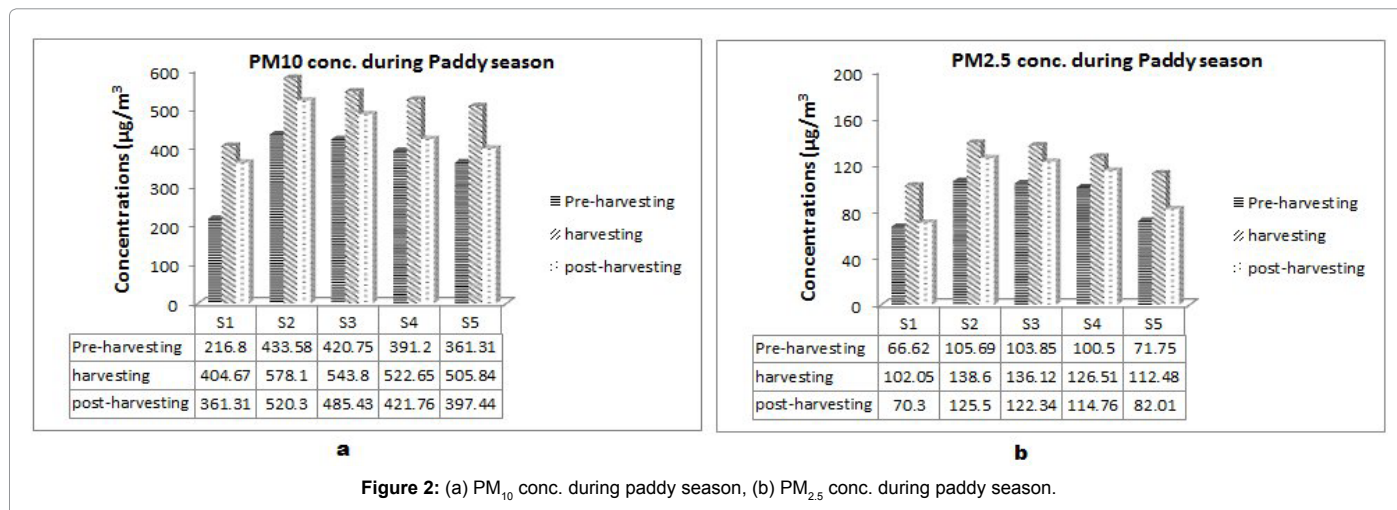 PM10 conc. during Paddy season
Concentrations (µg/m³
600
500
400
300
200
100
0
Pre-harvesting
harvesting
post-harvesting
S1 S2 S3 S4 S5
Pre-harvesting 216.8 433.58 420.75 391.2 361.31
harvesting 404.67 578.1 543.8 522.65 505.84
post-harvesting 361.31 520.3 485.43 421.76 397.44
a
PM2.5 conc. during Paddy season
Concentrations (µg/m³
200
160
120
80
40
0
Pre-harvesting
harvesting
post-harvesting
S1 S2 S3 S4 S5
Pre-harvesting 66.62 105.69 103.85 100.5 71.75
harvesting 102.05 138.6 136.12 126.51 112.48
post-harvesting 70.3 125.5 122.34 114.76 82.01
b
Figure 2: (a) PM₁₀ conc. during paddy season, (b) PM₂.₅ conc. during paddy season.